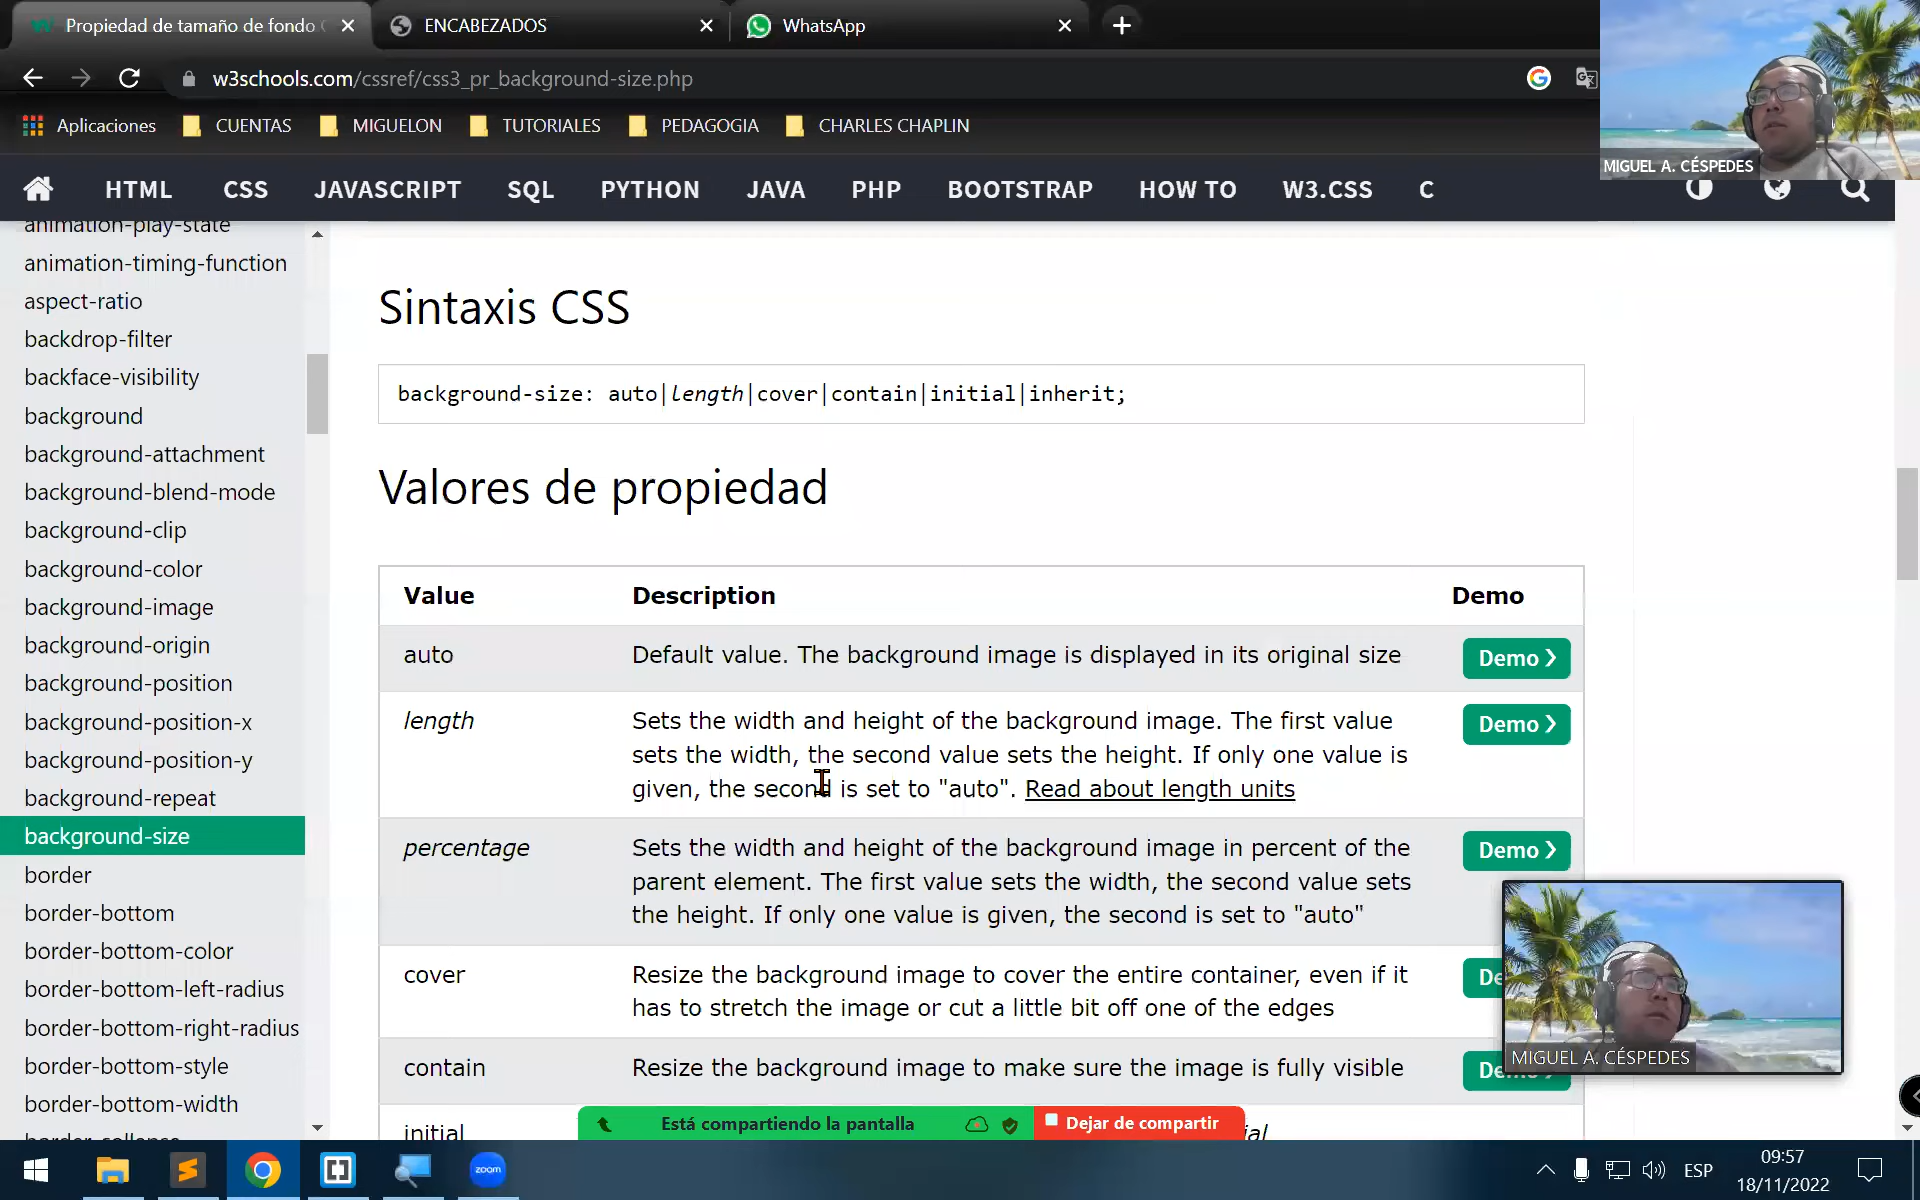 Propiedad de tamaño de fondo
ENCABEZADOS
WhatsApp
w3schools.com/cssref/css3_pr_background-size.php
Aplicaciones
CUENTAS
MIGUELON
TUTORIALES
PEDAGOGIA
CHARLES CHAPLIN
MIGUEL A. CÉSPEDES
HTML
CSS
JAVASCRIPT
SQL
PYTHON
JAVA
PHP
BOOTSTRAP
HOW TO
W3.CSS
C
animation-play-state
animation-timing-function
aspect-ratio
backdrop-filter
backface-visibility
background
background-attachment
background-blend-mode
background-clip
background-color
background-image
background-origin
background-position
background-position-x
background-position-y
background-repeat
background-size
border
border-bottom
border-bottom-color
border-bottom-left-radius
border-bottom-right-radius
border-bottom-style
border-bottom-width
border-collapse
Sintaxis CSS
background-size: auto|length|cover|contain|initial|inherit;
Valores de propiedad
Value Description Demo
auto Default value. The background image is displayed in its original size Demo ❯
length Sets the width and height of the background image. The first value Demo ❯
sets the width, the second value sets the height. If only one value is
given, the second is set to "auto". Read about length units
percentage Sets the width and height of the background image in percent of the Demo ❯
parent element. The first value sets the width, the second value sets
the height. If only one value is given, the second is set to "auto"
cover Resize the background image to cover the entire container, even if it De
has to stretch the image or cut a little bit off one of the edges
contain Resize the background image to make sure the image is fully visible
initial
MIGUEL A. CÉSPEDES
Está compartiendo la pantalla
Dejar de compartir
zoom
ESP
09:57
18/11/2022